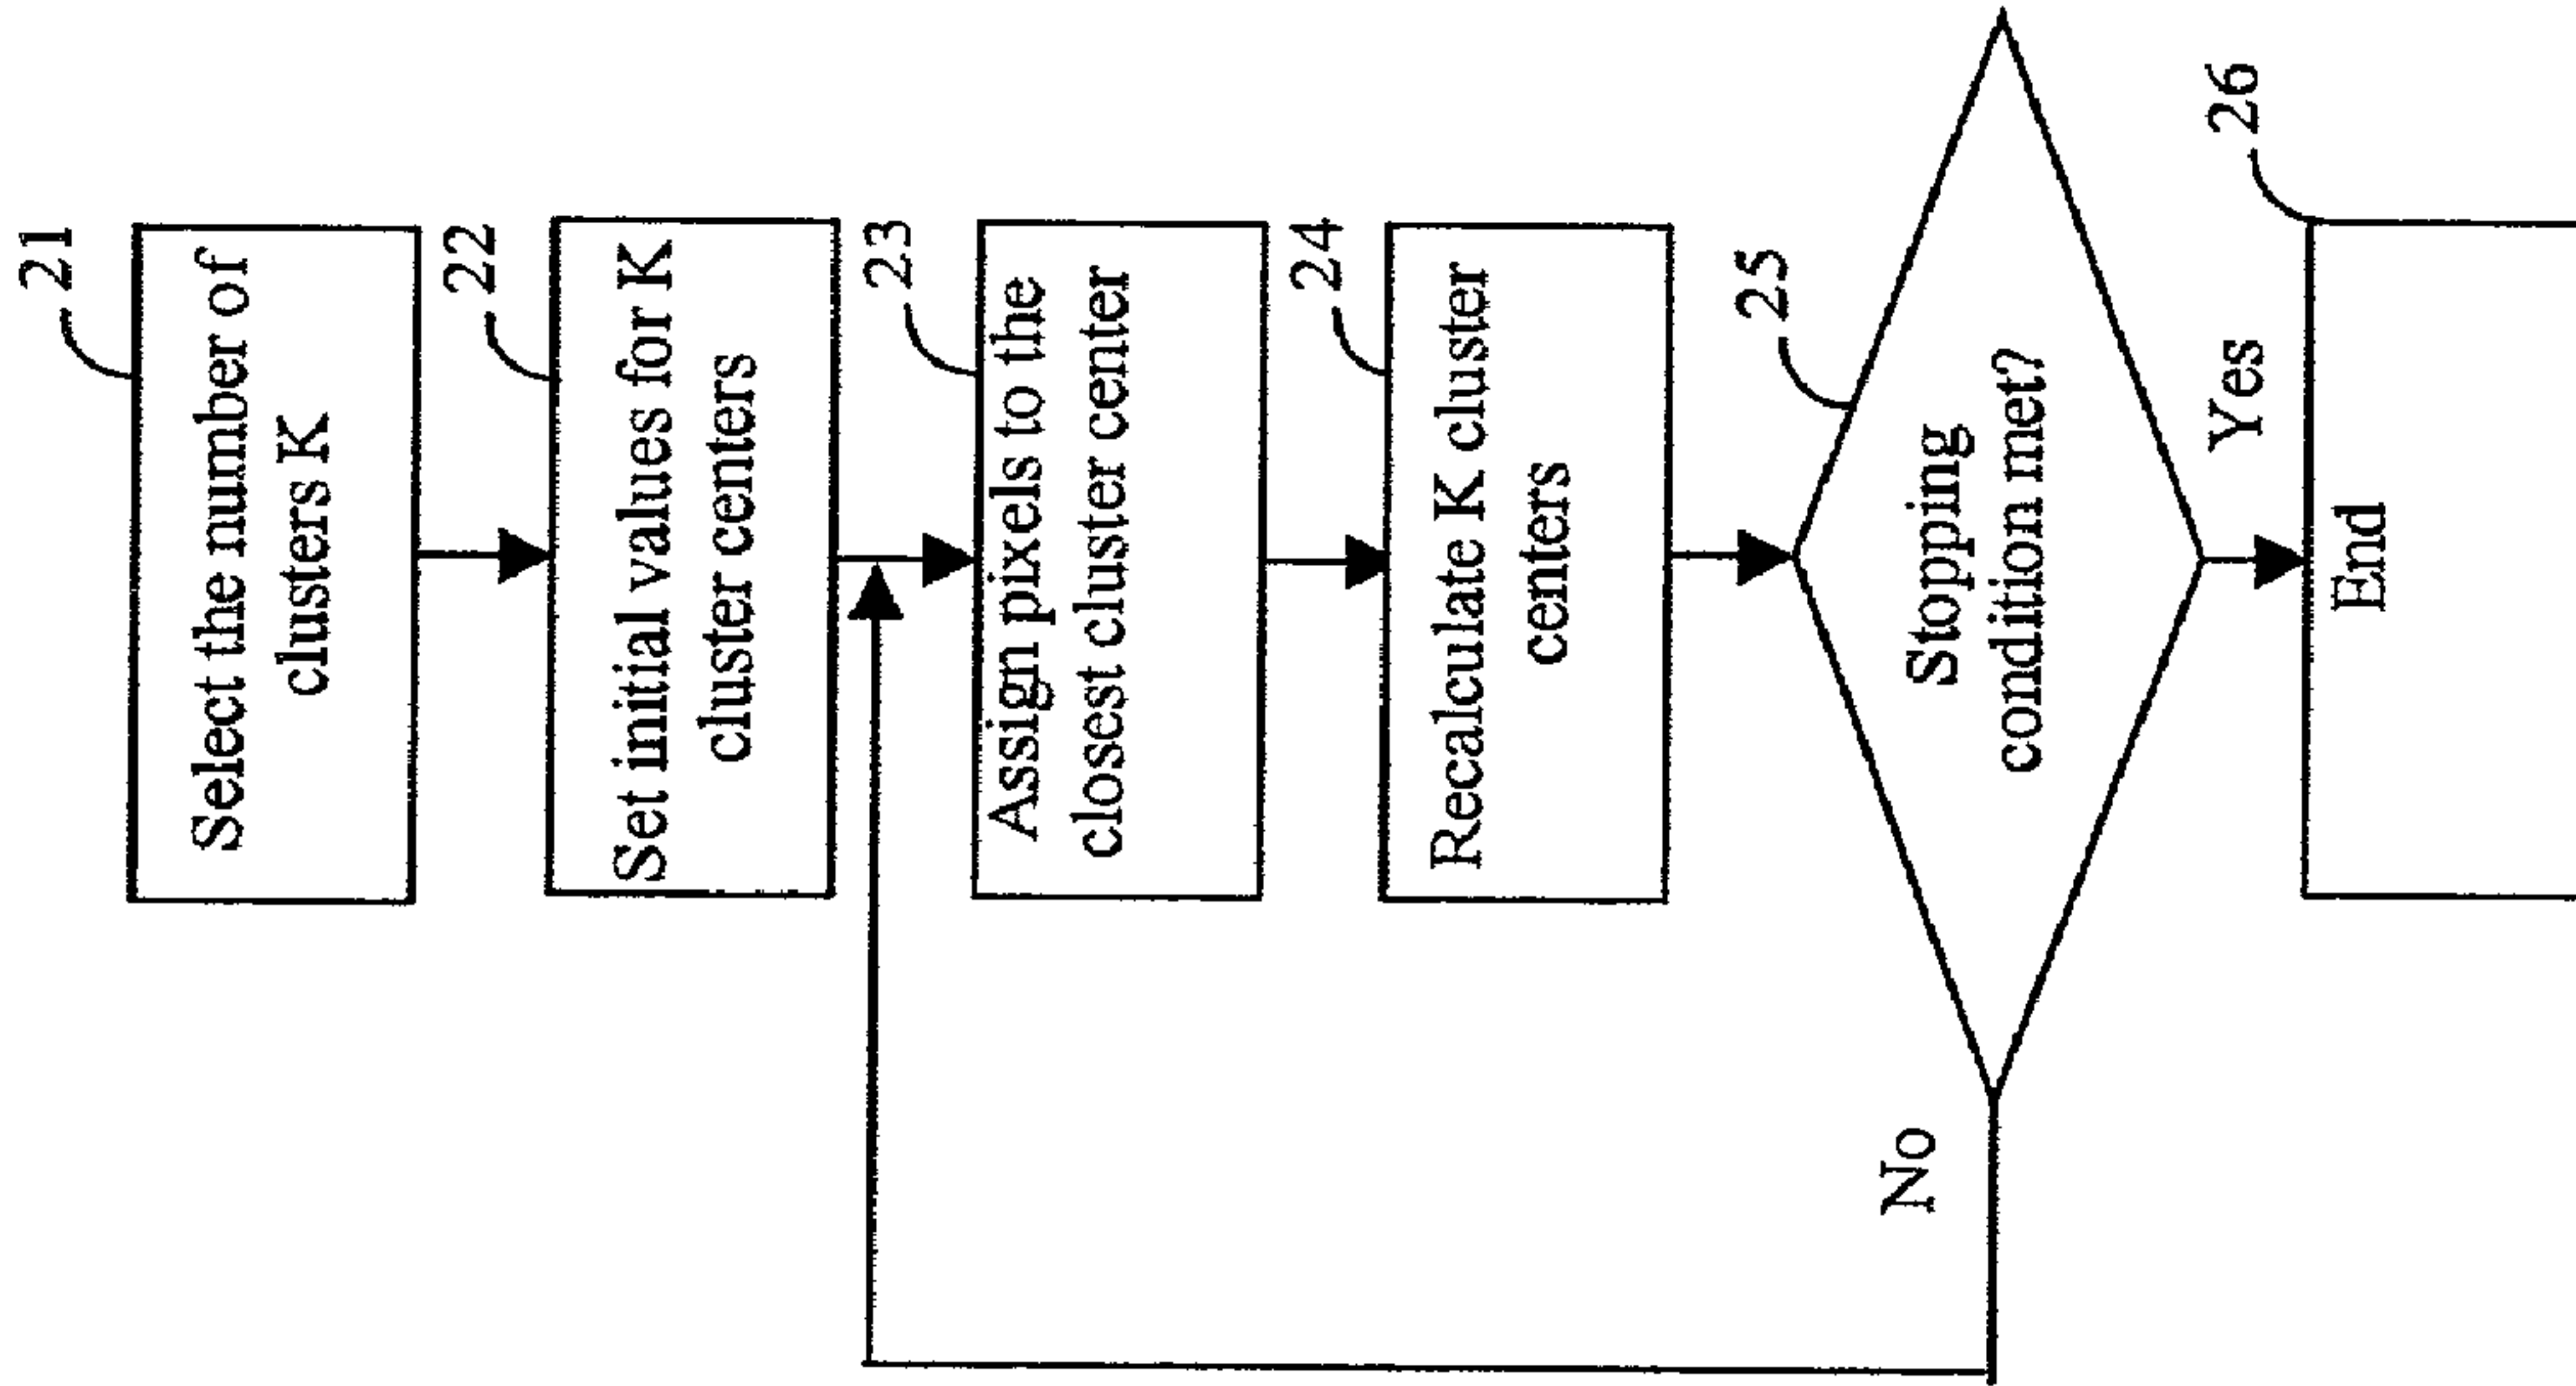 21
Select the number of
clusters K
22
Set initial values for K
cluster centers
23
Assign pixels to the
closest cluster center
24
Recalculate K cluster
centers
25
Stopping
condition met?
No
Yes
26
End